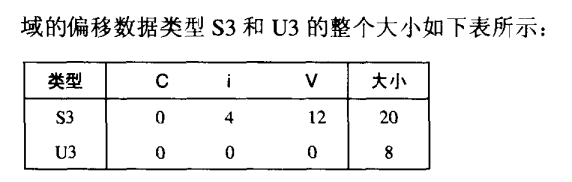 域的偏移数据类型 S3 和 U3 的整个大小如下表所示：
类型 C i V 大小
S3 0 4 12 20
U3 0 0 0 8